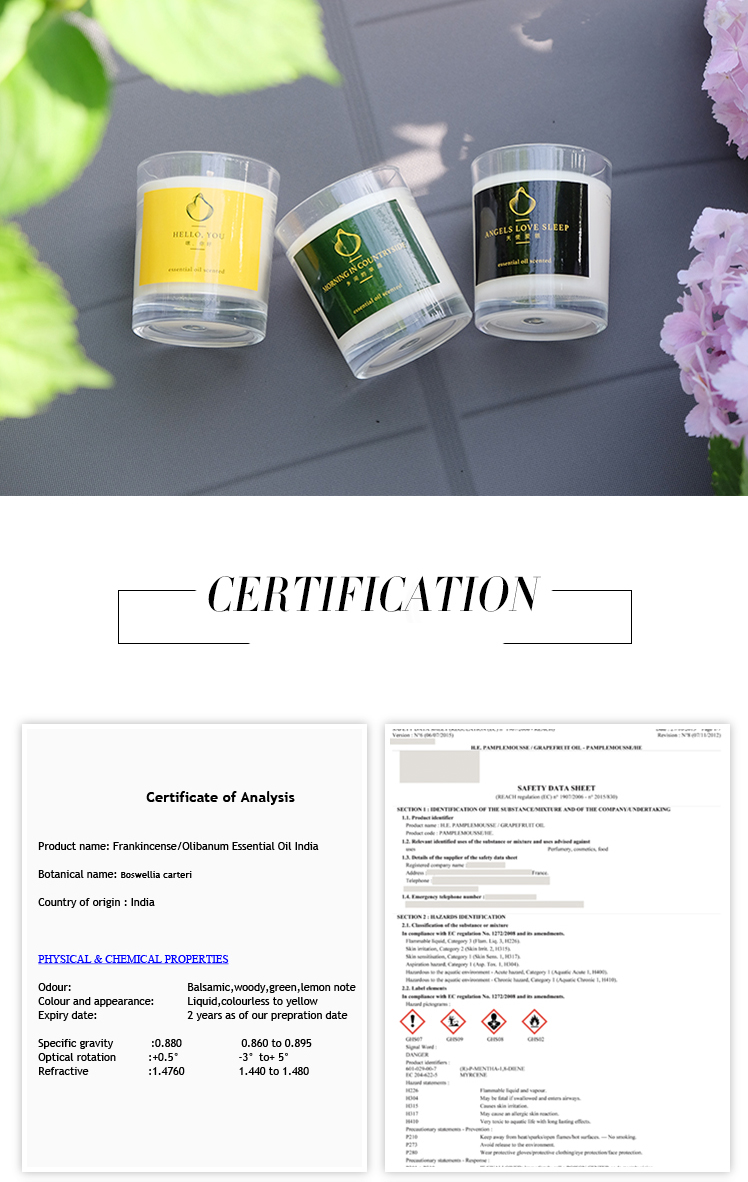 HELLO, YOU
嘿,你好
essential oil scented
MORNING IN COUNTRYSIDE
乡间的早晨
essential oil scented
ANGELS LOVE SLEEP
天使爱睡
essential oil scented
CERTIFICATION
Certificate of Analysis
Product name: Frankincense/Olibanum Essential Oil India
Botanical name: Boswellia carteri
Country of origin : India
PHYSICAL & CHEMICAL PROPERTIES
Odour: Balsamic,woody,green,lemon note
Colour and appearance: Liquid,colourless to yellow
Expiry date: 2 years as of our prepration date
Specific gravity :0.880 0.860 to 0.895
Optical rotation :+0.5° -3° to+ 5°
Refractive :1.4760 1.440 to 1.480
Version : N°6 (06/07/2015) Revision : N°8 (07/11/2012)
H.E. PAMPLEMOUSSE / GRAPEFRUIT OIL - PAMPLEMOUSSE/HE
SAFETY DATA SHEET
(REACH regulation (EC) n° 1907/2006 - n° 2015/830)
SECTION 1 : IDENTIFICATION OF THE SUBSTANCE/MIXTURE AND OF THE COMPANY/UNDERTAKING
1.1. Product identifier
Product name : H.E. PAMPLEMOUSSE / GRAPEFRUIT OIL
Product code : PAMPLEMOUSSE/HE.
1.2. Relevant identified uses of the substance or mixture and uses advised against
uses Perfumery, cosmetics, food
1.3. Details of the supplier of the safety data sheet
Registered company name :
Address : France.
Telephone :
1.4. Emergency telephone number :
SECTION 2 : HAZARDS IDENTIFICATION
2.1. Classification of the substance or mixture
In compliance with EC regulation No. 1272/2008 and its amendments.
Flammable liquid, Category 3 (Flam. Liq. 3, H226).
Skin irritation, Category 2 (Skin Irrit. 2, H315).
Skin sensitisation, Category 1 (Skin Sens. 1, H317).
Aspiration hazard, Category 1 (Asp. Tox. 1, H304).
Hazardous to the aquatic environment - Acute hazard, Category 1 (Aquatic Acute 1, H400).
Hazardous to the aquatic environment - Chronic hazard, Category 1 (Aquatic Chronic 1, H410).
2.2. Label elements
In compliance with EC regulation No. 1272/2008 and its amendments.
Hazard pictograms :
GHS07 GHS09 GHS08 GHS02
Signal Word :
DANGER
Product identifiers :
601-029-00-7 (R)-P-MENTHA-1,8-DIENE
EC 204-622-5 MYRCENE
Hazard statements :
H226 Flammable liquid and vapour.
H304 May be fatal if swallowed and enters airways.
H315 Causes skin irritation.
H317 May cause an allergic skin reaction.
H410 Very toxic to aquatic life with long lasting effects.
Precautionary statements - Prevention :
P210 Keep away from heat/sparks/open flames/hot surfaces. — No smoking.
P273 Avoid release to the environment.
P280 Wear protective gloves/protective clothing/eye protection/face protection.
Precautionary statements - Response :